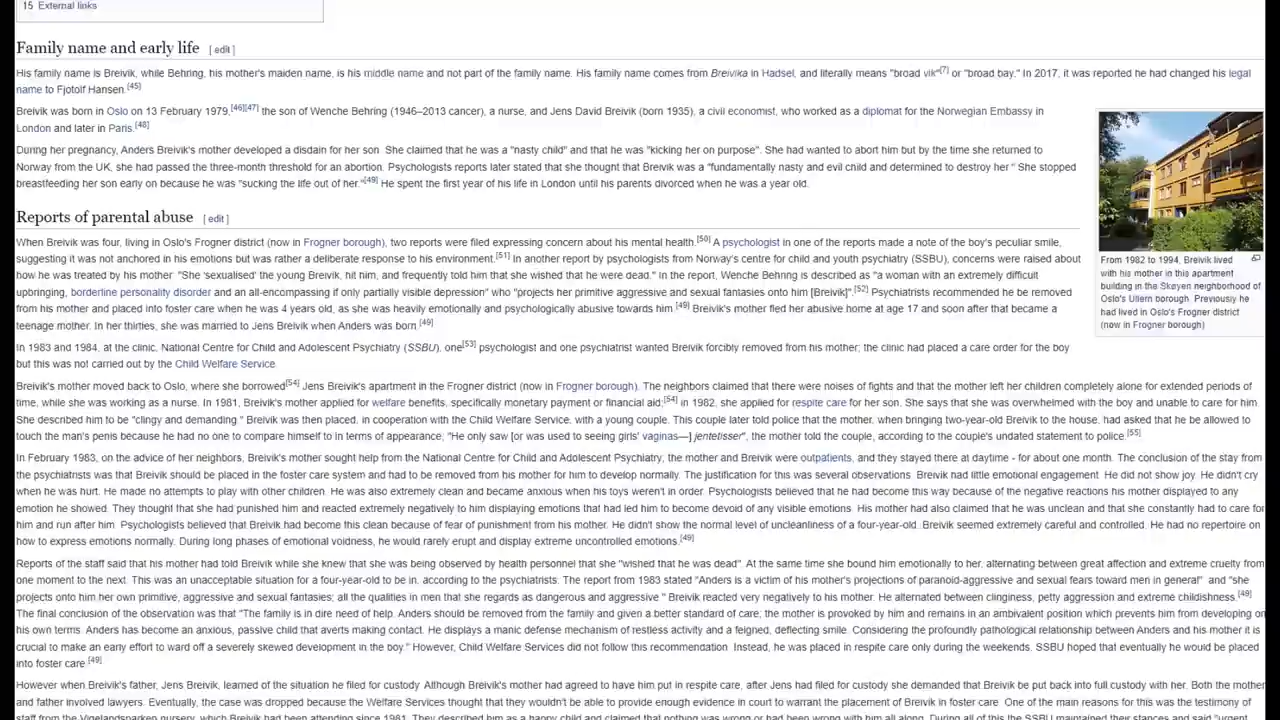 15 External links
Family name and early life [ edit ]
His family name is Breivik, while Behring, his mother's maiden name, is his middle name and not part of the family name. His family name comes from Breivika in Hadsel, and literally means "broad vik"[7] or "broad bay." In 2017, it was reported he had changed his legal
name to Fjotolf Hansen.[45]
Breivik was born in Oslo on 13 February 1979,[46][47] the son of Wenche Behring (1946–2013 cancer), a nurse, and Jens David Breivik (born 1935), a civil economist, who worked as a diplomat for the Norwegian Embassy in
London and later in Paris.[48]
During her pregnancy, Anders Breivik's mother developed a disdain for her son. She claimed that he was a "nasty child" and that he was "kicking her on purpose". She had wanted to abort him but by the time she returned to
Norway from the UK, she had passed the three-month threshold for an abortion. Psychologists reports later stated that she thought that Breivik was a "fundamentally nasty and evil child and determined to destroy her." She stopped
breastfeeding her son early on because he was "sucking the life out of her."[49] He spent the first year of his life in London until his parents divorced when he was a year old.
Reports of parental abuse [ edit ]
When Breivik was four, living in Oslo's Frogner district (now in Frogner borough), two reports were filed expressing concern about his mental health.[50] A psychologist in one of the reports made a note of the boy's peculiar smile,
suggesting it was not anchored in his emotions but was rather a deliberate response to his environment.[51] In another report by psychologists from Norway's centre for child and youth psychiatry (SSBU), concerns were raised about
how he was treated by his mother: "She 'sexualised' the young Breivik, hit him, and frequently told him that she wished that he were dead." In the report, Wenche Behring is described as "a woman with an extremely difficult
upbringing, borderline personality disorder and an all-encompassing if only partially visible depression" who "projects her primitive aggressive and sexual fantasies onto him [Breivik]".[52] Psychiatrists recommended he be removed
from his mother and placed into foster care when he was 4 years old, as she was heavily emotionally and psychologically abusive towards him.[49] Breivik's mother fled her abusive home at age 17 and soon after that became a
teenage mother. In her thirties, she was married to Jens Breivik when Anders was born.[49]
From 1982 to 1994, Breivik lived
with his mother in this apartment
building in the Skøyen neighborhood of
Oslo's Ullern borough. Previously he
had lived in Oslo's Frogner district
(now in Frogner borough)
In 1983 and 1984, at the clinic, National Centre for Child and Adolescent Psychiatry (SSBU), one[53] psychologist and one psychiatrist wanted Breivik forcibly removed from his mother; the clinic had placed a care order for the boy
but this was not carried out by the Child Welfare Service.
Breivik's mother moved back to Oslo, where she borrowed[54] Jens Breivik's apartment in the Frogner district (now in Frogner borough). The neighbors claimed that there were noises of fights and that the mother left her children completely alone for extended periods of
time, while she was working as a nurse. In 1981, Breivik's mother applied for welfare benefits, specifically monetary payment or financial aid;[54] in 1982, she applied for respite care for her son. She says that she was overwhelmed with the boy and unable to care for him.
She described him to be "clingy and demanding." Breivik was then placed, in cooperation with the Child Welfare Service, with a young couple. This couple later told police that the mother, when bringing two-year-old Breivik to the house, had asked that he be allowed to
touch the man's penis because he had no one to compare himself to in terms of appearance; "He only saw [or was used to seeing girls' vaginas—] jentetisser", the mother told the couple, according to the couple's undated statement to police.[55]
In February 1983, on the advice of her neighbors, Breivik's mother sought help from the National Centre for Child and Adolescent Psychiatry, the mother and Breivik were outpatients, and they stayed there at daytime - for about one month. The conclusion of the stay from
the psychiatrists was that Breivik should be placed in the foster care system and had to be removed from his mother for him to develop normally. The justification for this was several observations. Breivik had little emotional engagement. He did not show joy. He didn't cry
when he was hurt. He made no attempts to play with other children. He was also extremely clean and became anxious when his toys weren't in order. Psychologists believed that he had become this way because of the negative reactions his mother displayed to any
emotion he showed. They thought that she had punished him and reacted extremely negatively to him displaying emotions that had led him to become devoid of any visible emotions. His mother had also claimed that he was unclean and that she constantly had to care for
him and run after him. Psychologists believed that Breivik had become this clean because of fear of punishment from his mother. He didn't show the normal level of uncleanliness of a four-year-old. Breivik seemed extremely careful and controlled. He had no repertoire on
how to express emotions normally. During long phases of emotional voidness, he would rarely erupt and display extreme uncontrolled emotions.[49]
Reports of the staff said that his mother had told Breivik while she knew that she was being observed by health personnel that she "wished that he was dead". At the same time she bound him emotionally to her, alternating between great affection and extreme cruelty from
one moment to the next. This was an unacceptable situation for a four-year-old to be in, according to the psychiatrists. The report from 1983 stated "Anders is a victim of his mother's projections of paranoid-aggressive and sexual fears toward men in general" and "she
projects onto him her own primitive, aggressive and sexual fantasies; all the qualities in men that she regards as dangerous and aggressive." Breivik reacted very negatively to his mother. He alternated between clinginess, petty aggression and extreme childishness.[49]
The final conclusion of the observation was that "The family is in dire need of help. Anders should be removed from the family and given a better standard of care; the mother is provoked by him and remains in an ambivalent position which prevents him from developing on
his own terms. Anders has become an anxious, passive child that averts making contact. He displays a manic defense mechanism of restless activity and a feigned, deflecting smile. Considering the profoundly pathological relationship between Anders and his mother it is
crucial to make an early effort to ward off a severely skewed development in the boy." However, Child Welfare Services did not follow this recommendation. Instead, he was placed in respite care only during the weekends. SSBU hoped that eventually he would be placed
into foster care.[49]
However when Breivik's father, Jens Breivik, learned of the situation he filed for custody. Although Breivik's mother had agreed to have him put in respite care, after Jens had filed for custody she demanded that Breivik be put back into full custody with her. Both the mother
and father involved lawyers. Eventually, the case was dropped because the Welfare Services thought that they wouldn't be able to provide enough evidence in court to warrant the placement of Breivik in foster care. One of the main reasons for this was the testimony of
staff from the Vigelandsparken nursery, which Breivik had been attending since 1981. They described him as a happy child and claimed that nothing was wrong or had been wrong with him all along. During all of this the SSBU maintained their stances and said "urgent